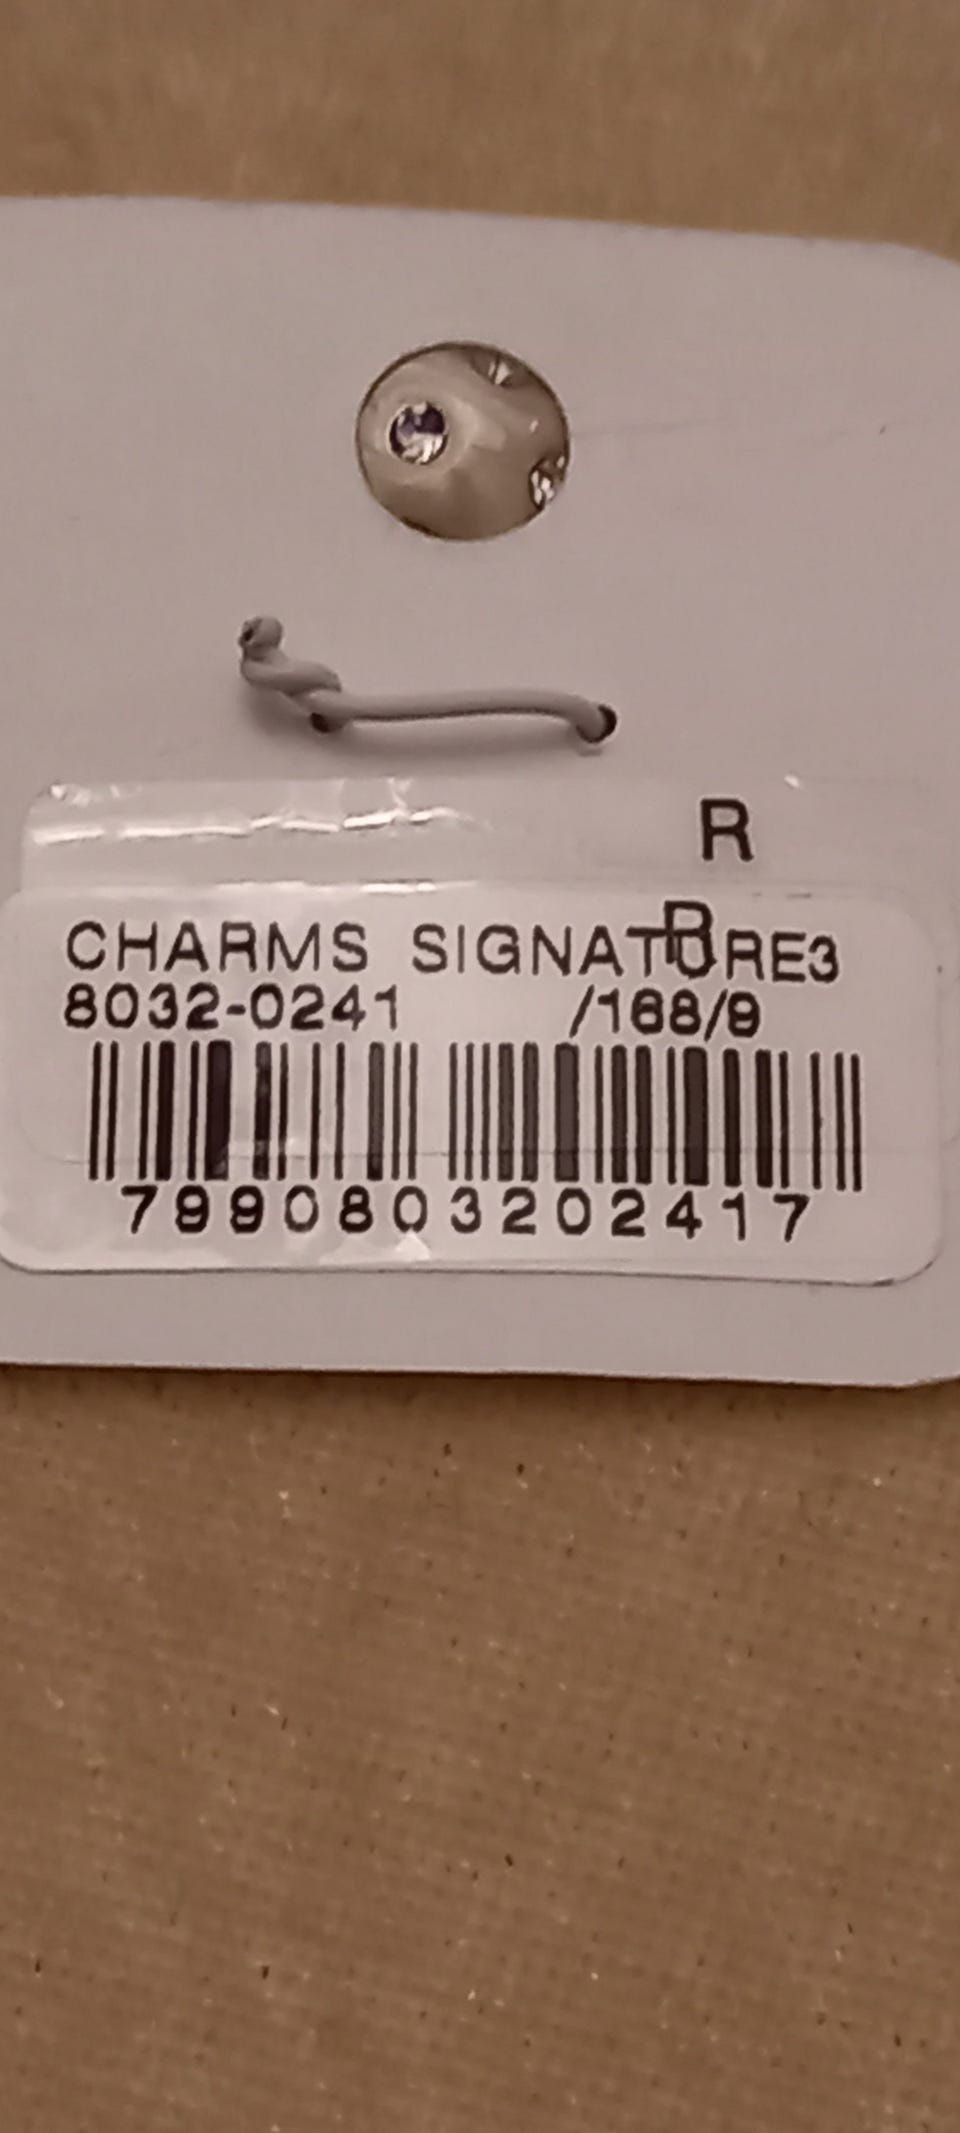 R
B
CHARMS SIGNATURE3
8032-0241 /168/9
7990803202417